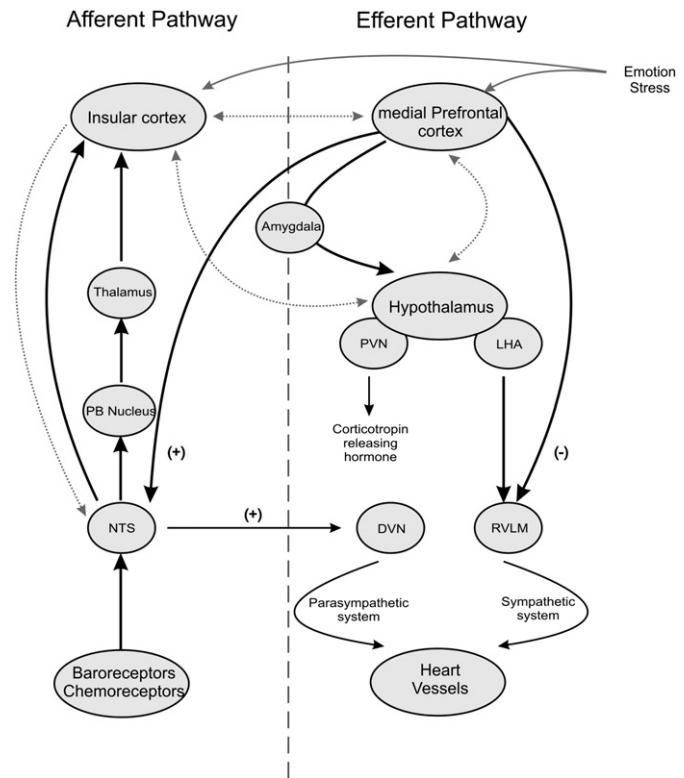 Afferent Pathway
Efferent Pathway
Emotion
Stress
Insular cortex
medial Prefrontal
cortex
Amygdala
Thalamus
Hypothalamus
PVN
LHA
PB Nucleus
Corticotropin
releasing
hormone
(+)
(-)
NTS
(+)
DVN
RVLM
Parasympathetic
system
Sympathetic
system
Baroreceptors
Chemoreceptors
Heart
Vessels